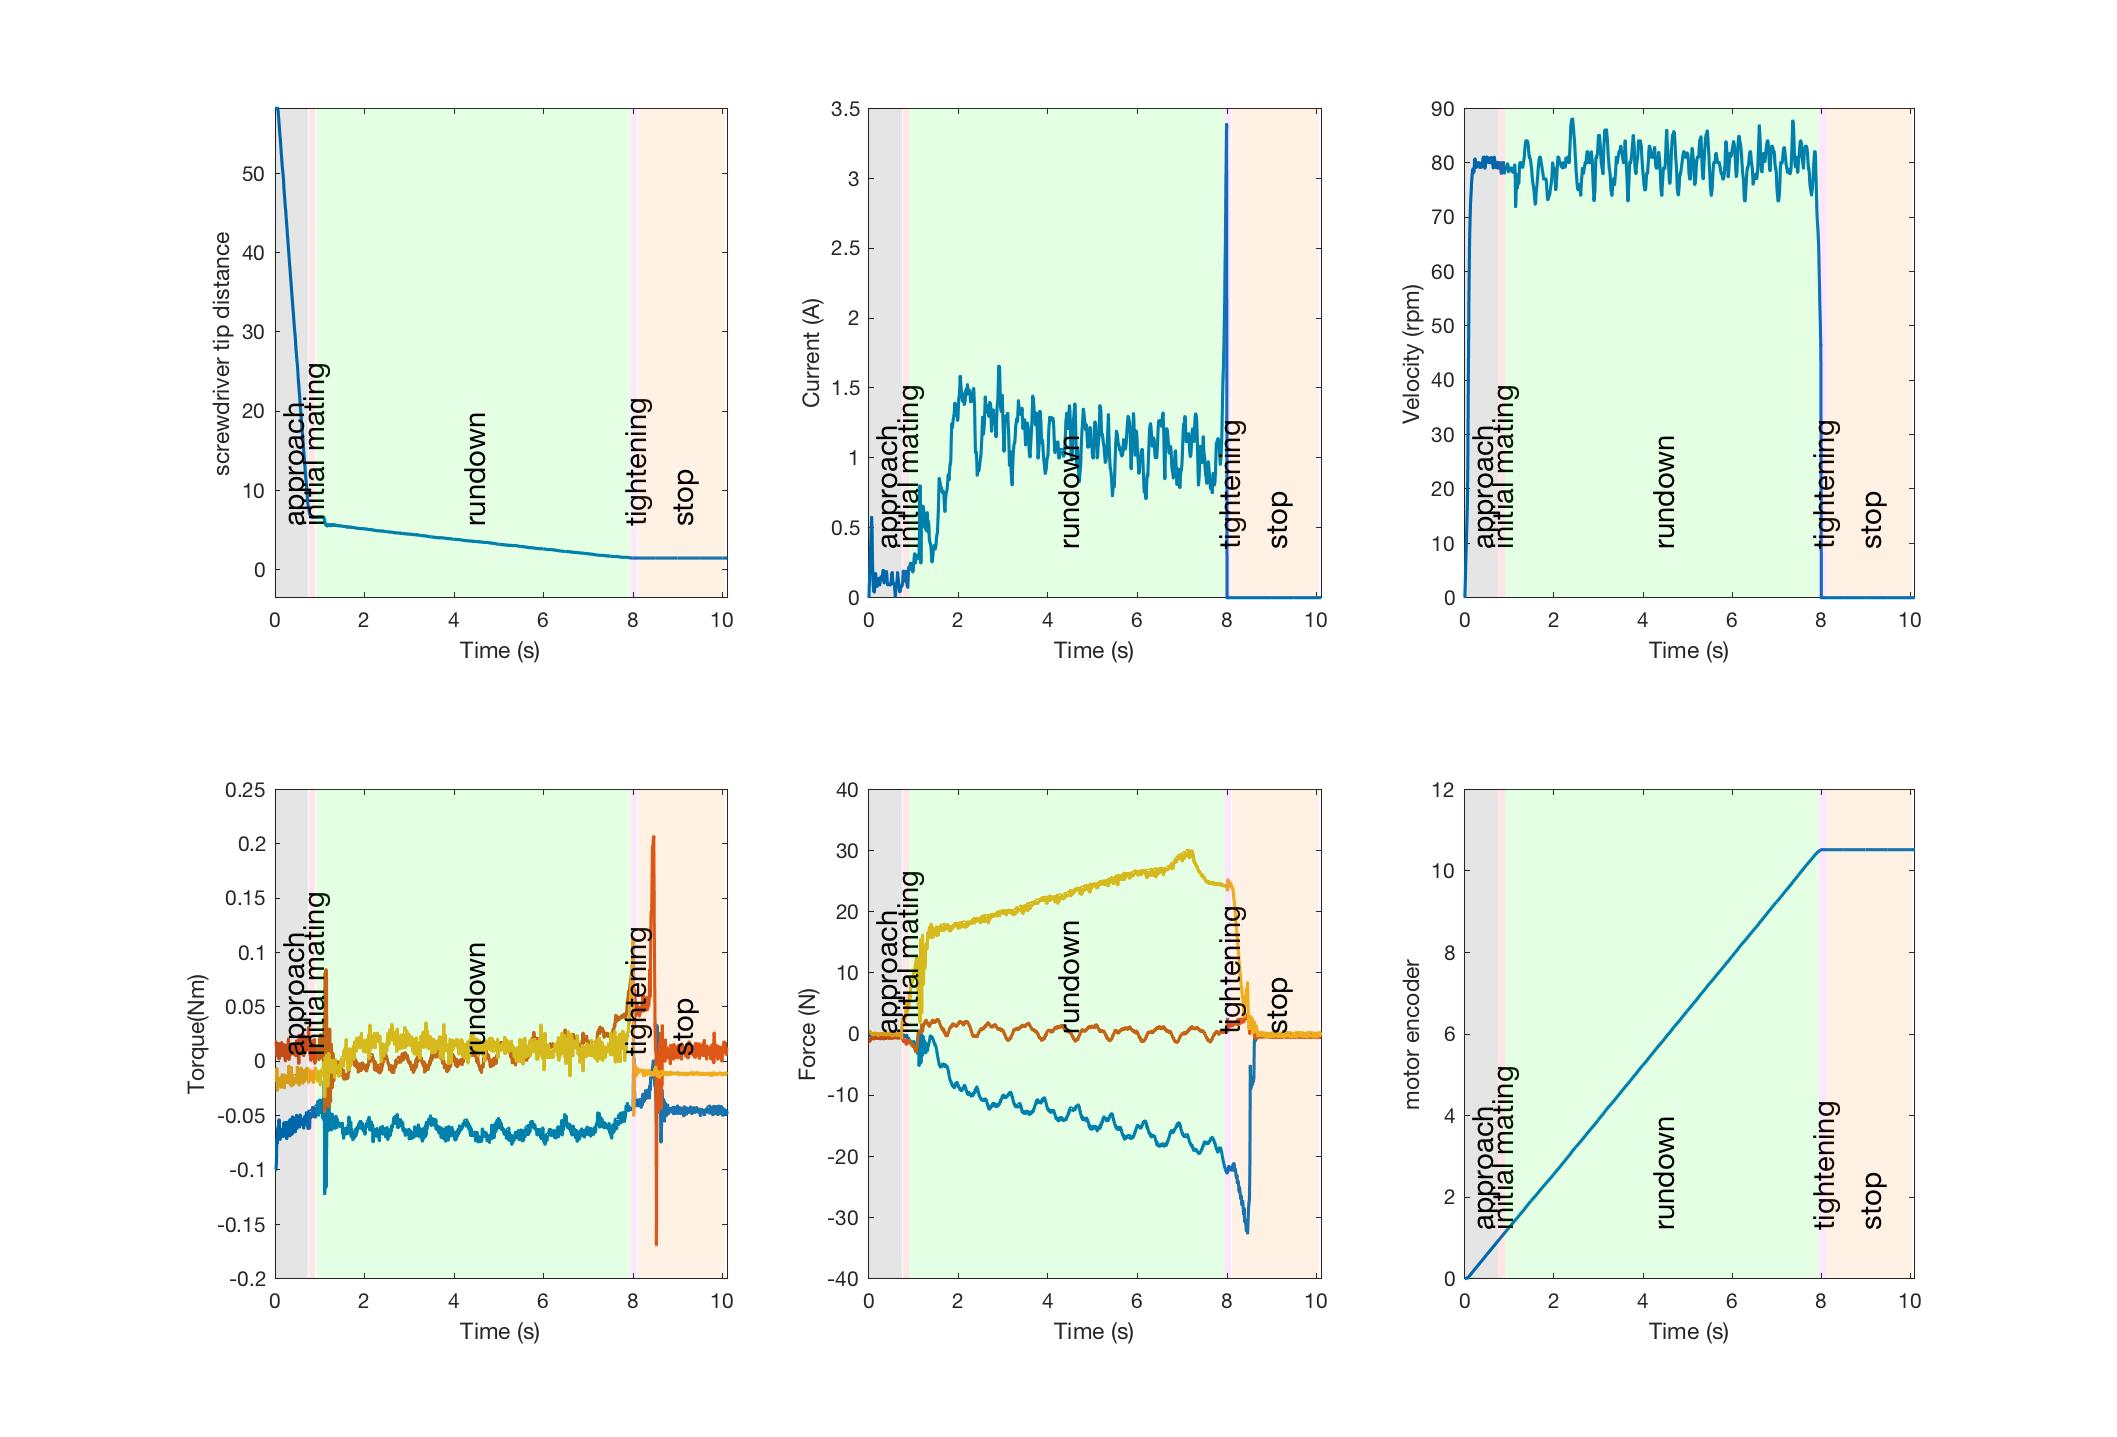 screwdriver tip distance
50
40
30
20
10
0
approach
initial mating
rundown
tightening
stop
0 2 4 6 8 10
Time (s)
Current (A)
3.5
3
2.5
2
1.5
1
0.5
0
approach
initial mating
rundown
tightening
stop
0 2 4 6 8 10
Time (s)
Velocity (rpm)
90
80
70
60
50
40
30
20
10
0
approach
initial mating
rundown
tightening
stop
0 2 4 6 8 10
Time (s)
Torque(Nm)
0.25
0.2
0.15
0.1
0.05
0
-0.05
-0.1
-0.15
-0.2
approach
initial mating
rundown
tightening
stop
0 2 4 6 8 10
Time (s)
Force (N)
40
30
20
10
0
-10
-20
-30
-40
approach
initial mating
rundown
tightening
stop
0 2 4 6 8 10
Time (s)
motor encoder
12
10
8
6
4
2
0
approach
initial mating
rundown
tightening
stop
0 2 4 6 8 10
Time (s)